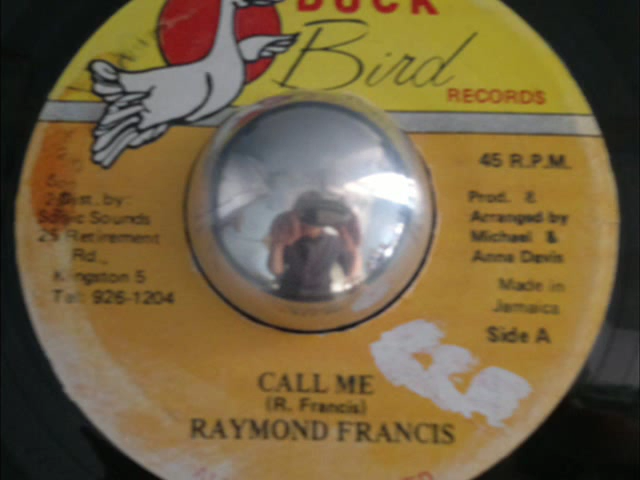 DUCK
Bird
RECORDS
45 R.P.M.
Dist. by:
Sonic Sounds
Retirement
Rd.,
Kingston 5
Tel: 926-1204
Prod. &
Arranged by
Michael &
Anna Davis
Made in
Jamaica
Side A
CALL ME
(R. Francis)
RAYMOND FRANCIS